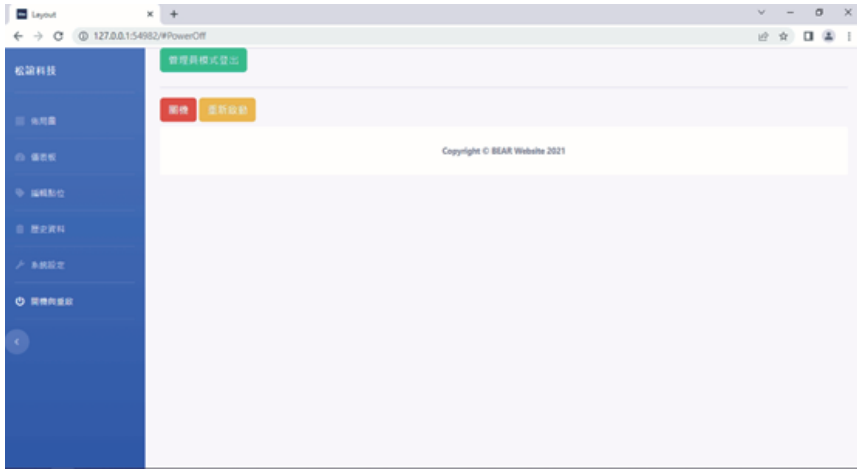 Layout
127.0.0.1:54982/#PowerOff
松誼科技
管理員模式登出
關機 重新啟動
Copyright © BEAR Website 2021
儀表板
編輯點位
歷史資料
系統設定
關機與重啟